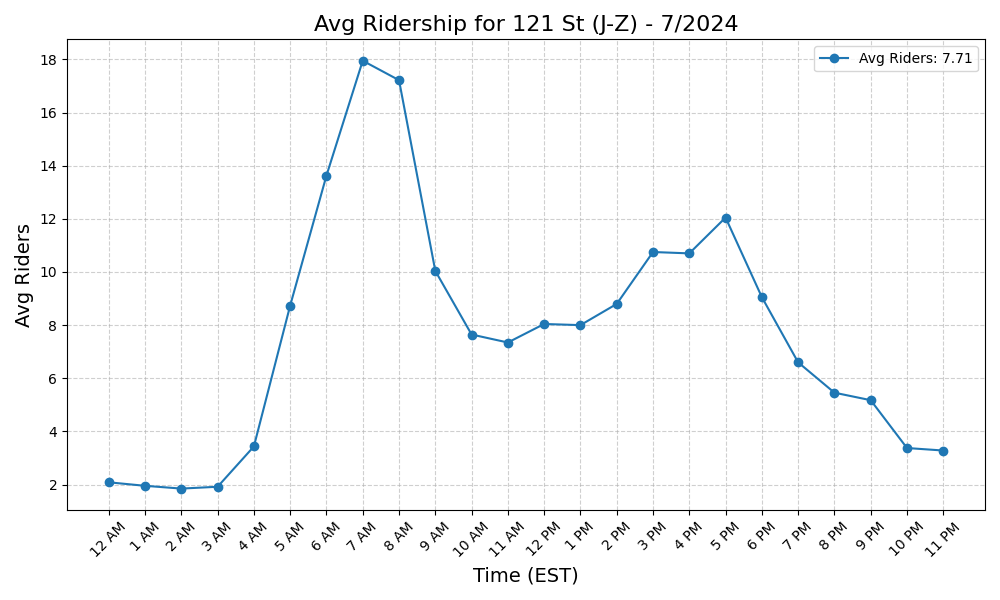 Avg Ridership for 121 St (J-Z) - 7/2024
Avg Riders: 7.71
Avg Riders
18
16
14
12
10
8
6
4
2
12 AM
1 AM
2 AM
3 AM
4 AM
5 AM
6 AM
7 AM
8 AM
9 AM
10 AM
11 AM
12 PM
1 PM
2 PM
3 PM
4 PM
5 PM
6 PM
7 PM
8 PM
9 PM
10 PM
11 PM
Time (EST)